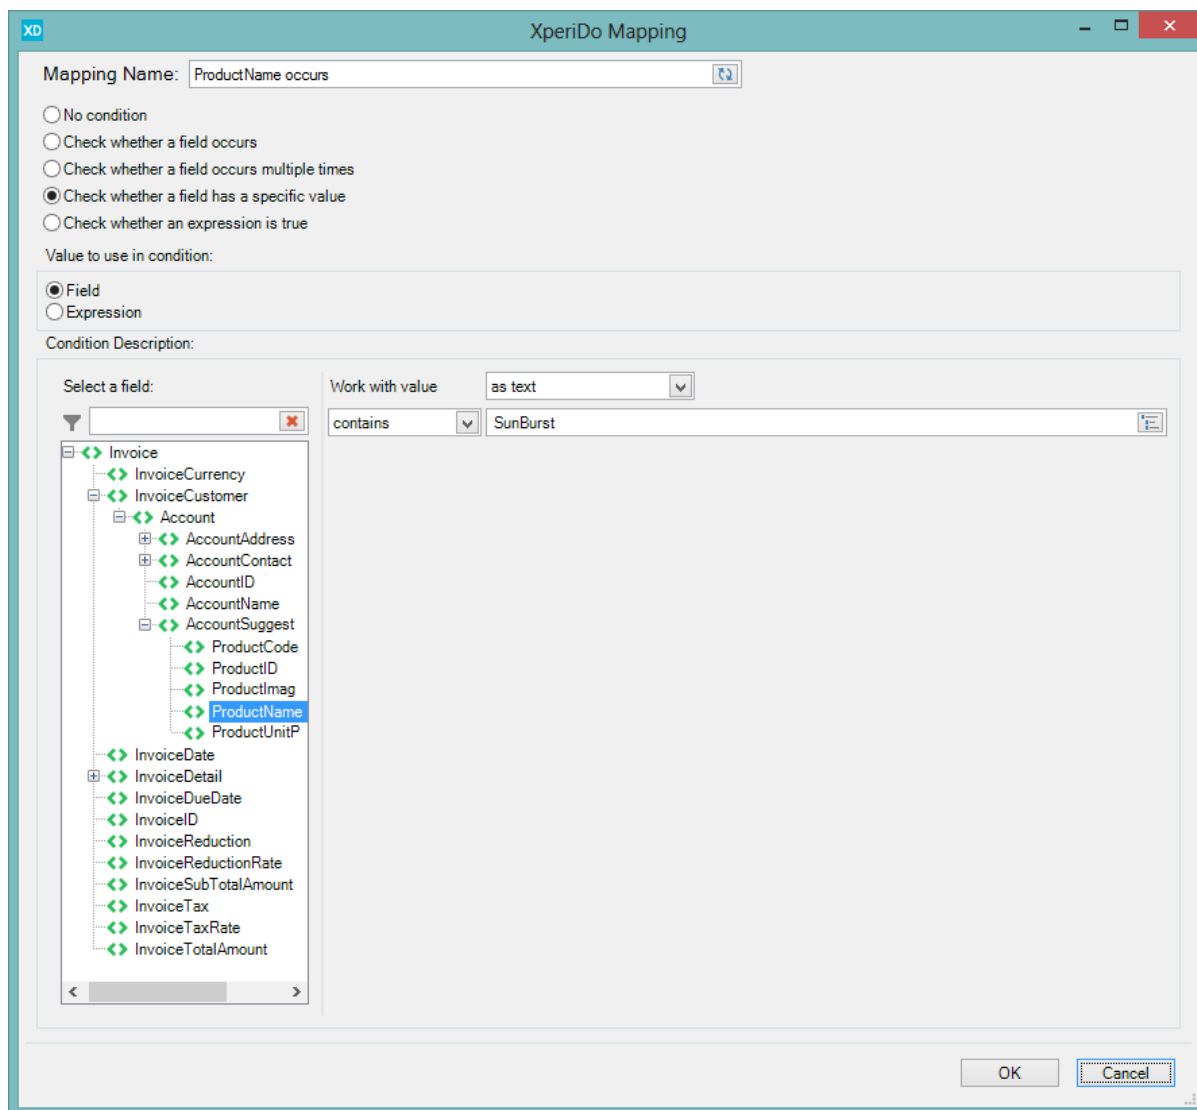 XD XperiDo Mapping
Mapping Name: ProductName occurs
No condition
Check whether a field occurs
Check whether a field occurs multiple times
Check whether a field has a specific value
Check whether an expression is true
Value to use in condition:
Field
Expression
Condition Description:
Select a field:
Work with value as text
contains SunBurst
Invoice
InvoiceCurrency
InvoiceCustomer
Account
AccountAddress
AccountContact
AccountID
AccountName
AccountSuggest
ProductCode
ProductID
ProductImag
ProductName
ProductUnitP
InvoiceDate
InvoiceDetail
InvoiceDueDate
InvoiceID
InvoiceReduction
InvoiceReductionRate
InvoiceSubTotalAmount
InvoiceTax
InvoiceTaxRate
InvoiceTotalAmount
OK Cancel